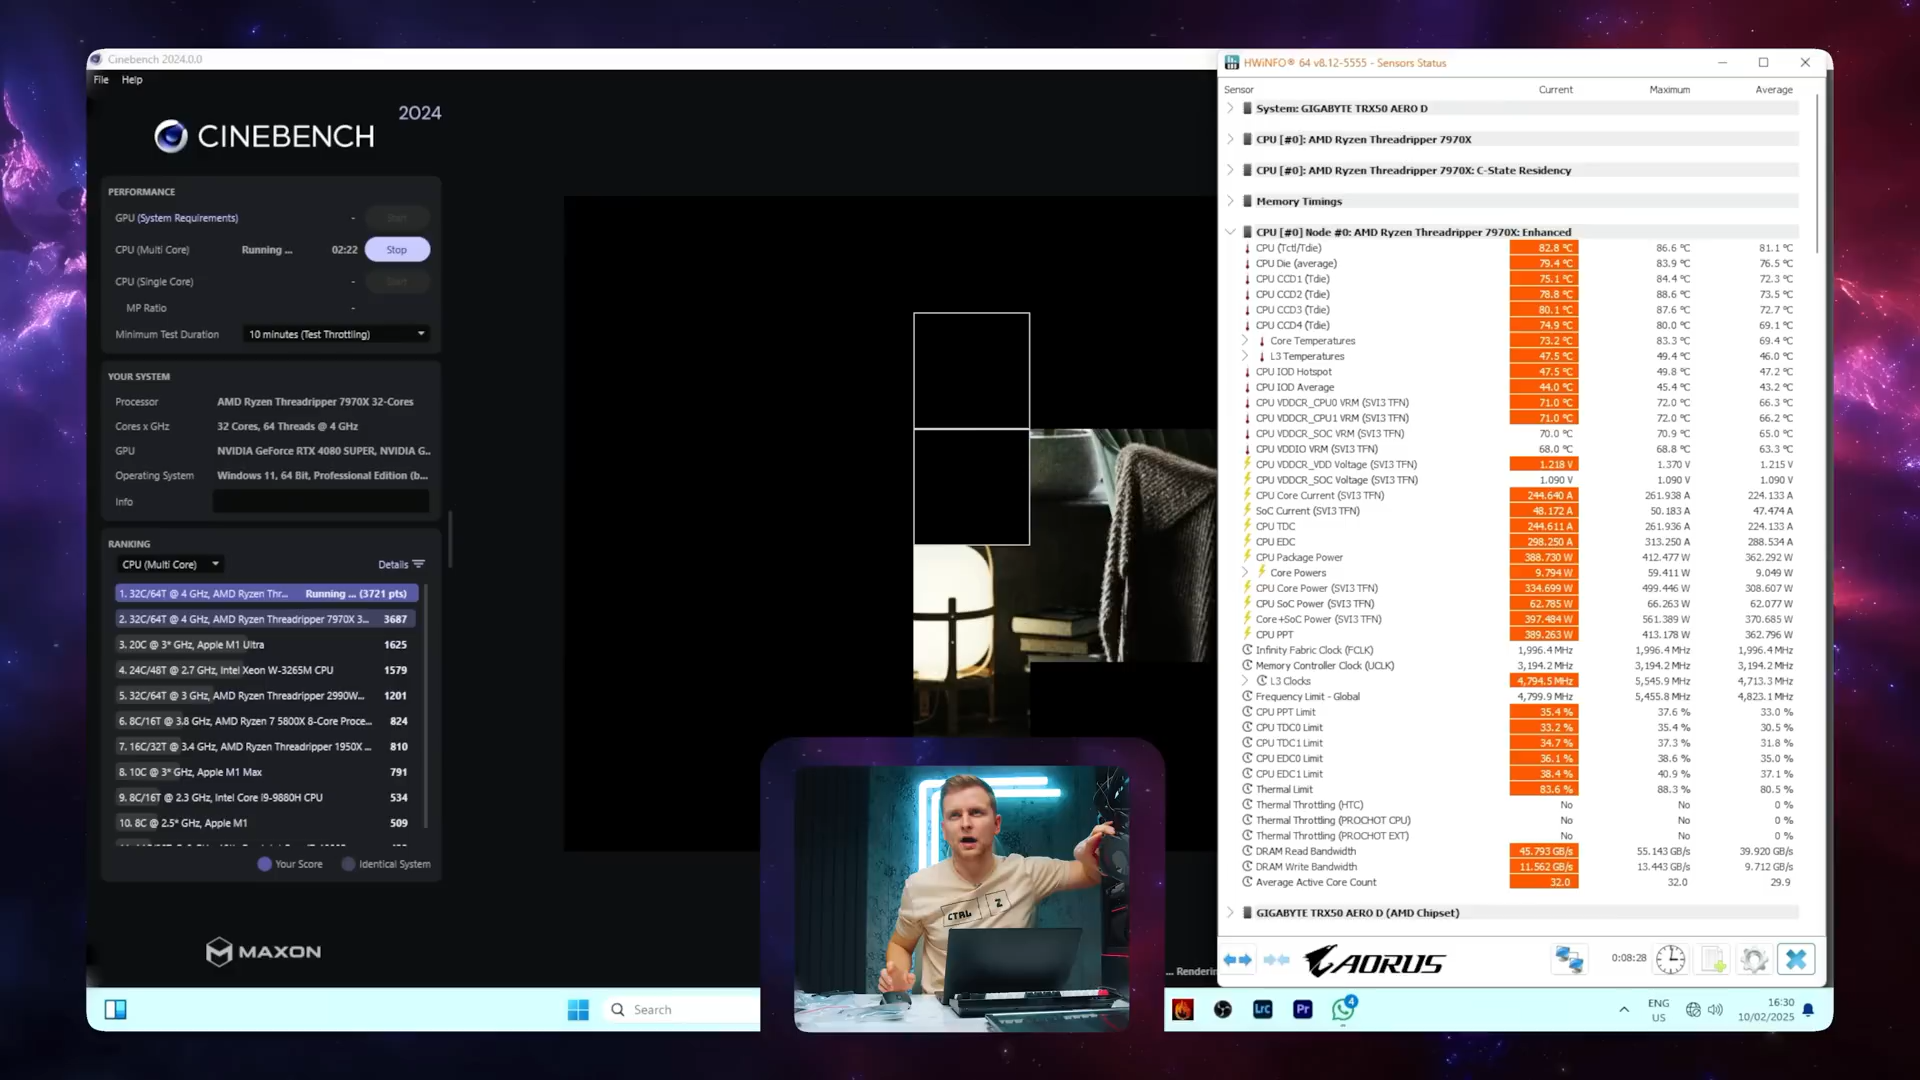 Cinebench 2024.0.0
File Help
CINEBENCH 2024
PERFORMANCE
GPU (System Requirements) - Start
CPU (Multi Core) Running ... 02:22 Stop
CPU (Single Core) - Start
MP Ratio -
Minimum Test Duration 10 minutes (Test Throttling)
YOUR SYSTEM
Processor AMD Ryzen Threadripper 7970X 32-Cores
Cores x GHz 32 Cores, 64 Threads @ 4 GHz
GPU NVIDIA GeForce RTX 4080 SUPER, NVIDIA G..
Operating System Windows 11, 64 Bit, Professional Edition (b...
Info
RANKING
CPU (Multi Core) Details
1. 32C/64T @ 4 GHz, AMD Ryzen Thr... Running ... (3721 pts)
2. 32C/64T @ 4 GHz, AMD Ryzen Threadripper 7970X 3... 3687
3. 20C @ 3* GHz, Apple M1 Ultra 1625
4. 24C/48T @ 2.7 GHz, Intel Xeon W-3265M CPU 1579
5. 32C/64T @ 3 GHz, AMD Ryzen Threadripper 2990W... 1201
6. 8C/16T @ 3.8 GHz, AMD Ryzen 7 5800X 8-Core Proce... 824
7. 16C/32T @ 3.4 GHz, AMD Ryzen Threadripper 1950X ... 810
8. 10C @ 3* GHz, Apple M1 Max 791
9. 8C/16T @ 2.3 GHz, Intel Core i9-9880H CPU 534
10. 8C @ 2.5* GHz, Apple M1 509
Your Score Identical System
MAXON
CTRL Z
... Renderin
HWiNFO® 64 v8.12-5555 - Sensors Status
Sensor Current Maximum Average
System: GIGABYTE TRX50 AERO D
CPU [#0]: AMD Ryzen Threadripper 7970X
CPU [#0]: AMD Ryzen Threadripper 7970X: C-State Residency
Memory Timings
CPU [#0] Node #0: AMD Ryzen Threadripper 7970X: Enhanced
CPU (Tctl/Tdie) 82.8 °C 86.6 °C 81.1 °C
CPU Die (average) 79.4 °C 83.9 °C 76.5 °C
CPU CCD1 (Tdie) 75.1 °C 84.4 °C 72.3 °C
CPU CCD2 (Tdie) 78.8 °C 88.6 °C 73.5 °C
CPU CCD3 (Tdie) 80.1 °C 87.6 °C 72.7 °C
CPU CCD4 (Tdie) 74.9 °C 80.0 °C 69.1 °C
Core Temperatures 73.2 °C 83.3 °C 69.4 °C
L3 Temperatures 47.5 °C 49.4 °C 46.0 °C
CPU IOD Hotspot 47.5 °C 49.8 °C 47.2 °C
CPU IOD Average 44.0 °C 45.4 °C 43.2 °C
CPU VDDCR_CPU0 VRM (SVI3 TFN) 71.0 °C 72.0 °C 66.3 °C
CPU VDDCR_CPU1 VRM (SVI3 TFN) 71.0 °C 72.0 °C 66.2 °C
CPU VDDCR_SOC VRM (SVI3 TFN) 70.0 °C 70.9 °C 65.0 °C
CPU VDDIO VRM (SVI3 TFN) 68.0 °C 68.8 °C 63.3 °C
CPU VDDCR_VDD Voltage (SVI3 TFN) 1.218 V 1.370 V 1.215 V
CPU VDDCR_SOC Voltage (SVI3 TFN) 1.090 V 1.090 V 1.090 V
CPU Core Current (SVI3 TFN) 244.640 A 261.938 A 224.133 A
SoC Current (SVI3 TFN) 48.172 A 50.183 A 47.474 A
CPU TDC 244.611 A 261.936 A 224.133 A
CPU EDC 298.250 A 313.250 A 288.534 A
CPU Package Power 388.730 W 412.477 W 362.292 W
Core Powers 9.794 W 59.411 W 9.049 W
CPU Core Power (SVI3 TFN) 334.699 W 499.446 W 308.607 W
CPU SoC Power (SVI3 TFN) 62.785 W 66.263 W 62.077 W
Core+SoC Power (SVI3 TFN) 397.484 W 561.389 W 370.685 W
CPU PPT 389.263 W 413.178 W 362.796 W
Infinity Fabric Clock (FCLK) 1,996.4 MHz 1,996.4 MHz 1,996.4 MHz
Memory Controller Clock (UCLK) 3,194.2 MHz 3,194.2 MHz 3,194.2 MHz
L3 Clocks 4,794.5 MHz 5,545.9 MHz 4,713.3 MHz
Frequency Limit - Global 4,799.9 MHz 5,455.8 MHz 4,823.1 MHz
CPU PPT Limit 35.4 % 37.6 % 33.0 %
CPU TDC0 Limit 33.2 % 35.4 % 30.5 %
CPU TDC1 Limit 34.7 % 37.3 % 31.8 %
CPU EDC0 Limit 36.1 % 38.6 % 35.0 %
CPU EDC1 Limit 38.4 % 40.9 % 37.1 %
Thermal Limit 83.6 % 88.3 % 80.5 %
Thermal Throttling (HTC) No No 0 %
Thermal Throttling (PROCHOT CPU) No No 0 %
Thermal Throttling (PROCHOT EXT) No No 0 %
DRAM Read Bandwidth 45.793 GB/s 55.143 GB/s 39.920 GB/s
DRAM Write Bandwidth 11.562 GB/s 13.443 GB/s 9.712 GB/s
Average Active Core Count 32.0 32.0 29.9
GIGABYTE TRX50 AERO D (AMD Chipset)
AORUS 0:08:28
Search
LrC Pr 4
ENG
US
16:30
10/02/2025